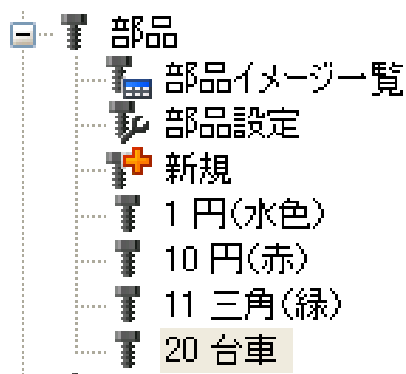 部品
部品イメージ一覧
部品設定
新規
1 円(水色)
10 円(赤)
11 三角(緑)
20 台車